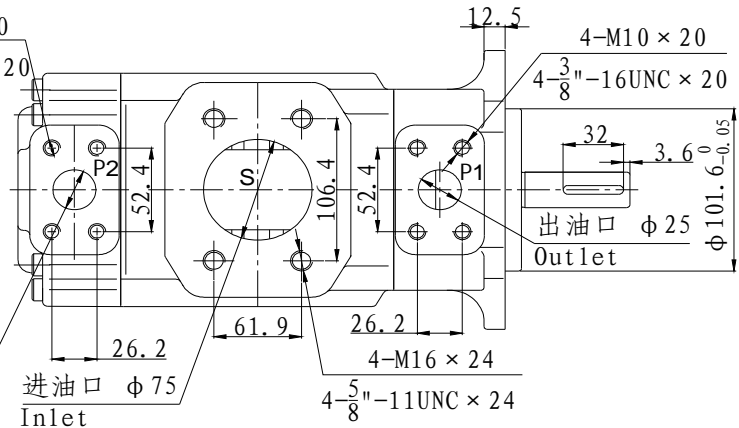 12.5
0
4-M10×20
20
4-3/8"-16UNC×20
32
3.6
P2
S
P1
52.4
106.4
52.4
φ101.6 0 -0.05
出油口 φ25
Outlet
61.9
26.2
26.2
4-M16×24
进油口 φ75
4-5/8"-11UNC×24
Inlet